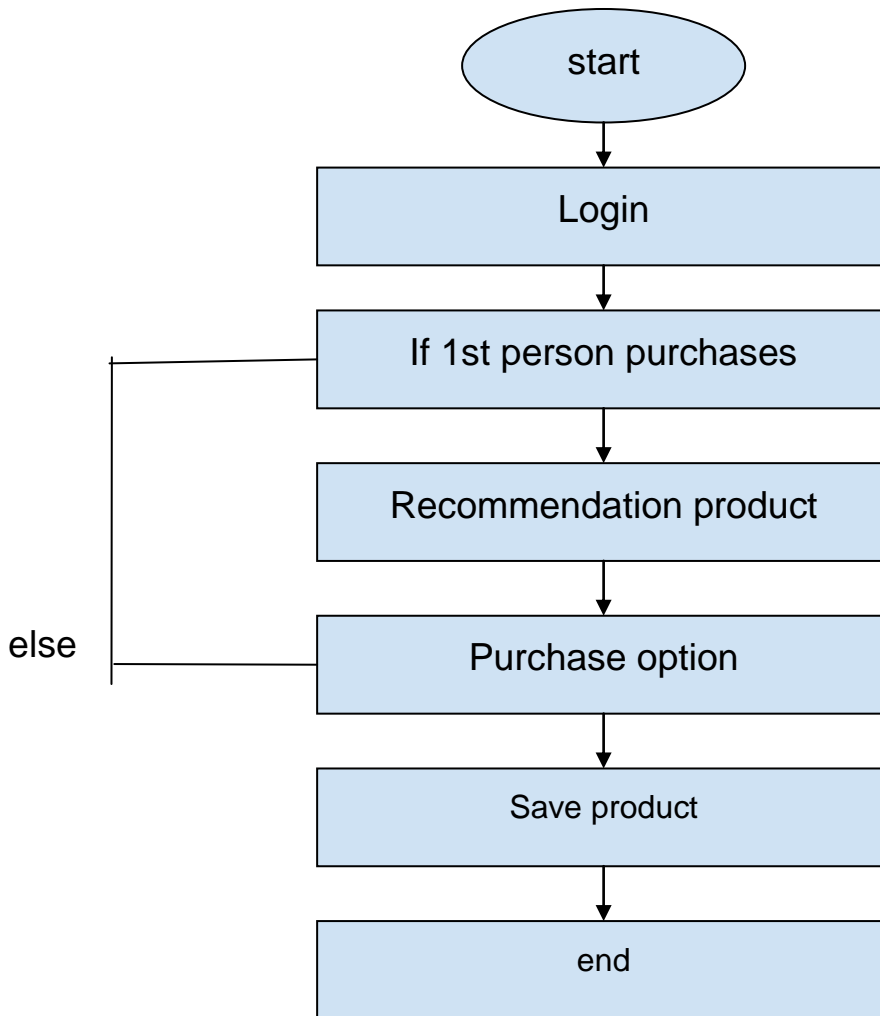 start
Login
If 1st person purchases
Recommendation product
else
Purchase option
Save product
end